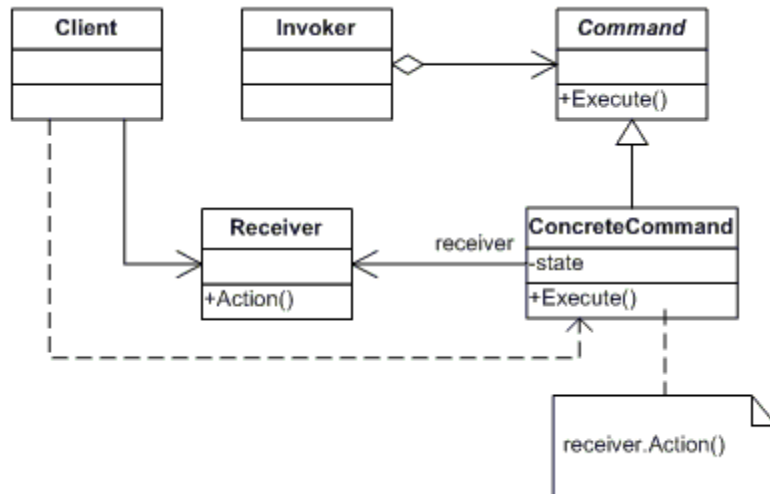 Client
Invoker
Command
+Execute()
Receiver
+Action()
receiver
ConcreteCommand
-state
+Execute()
receiver.Action()